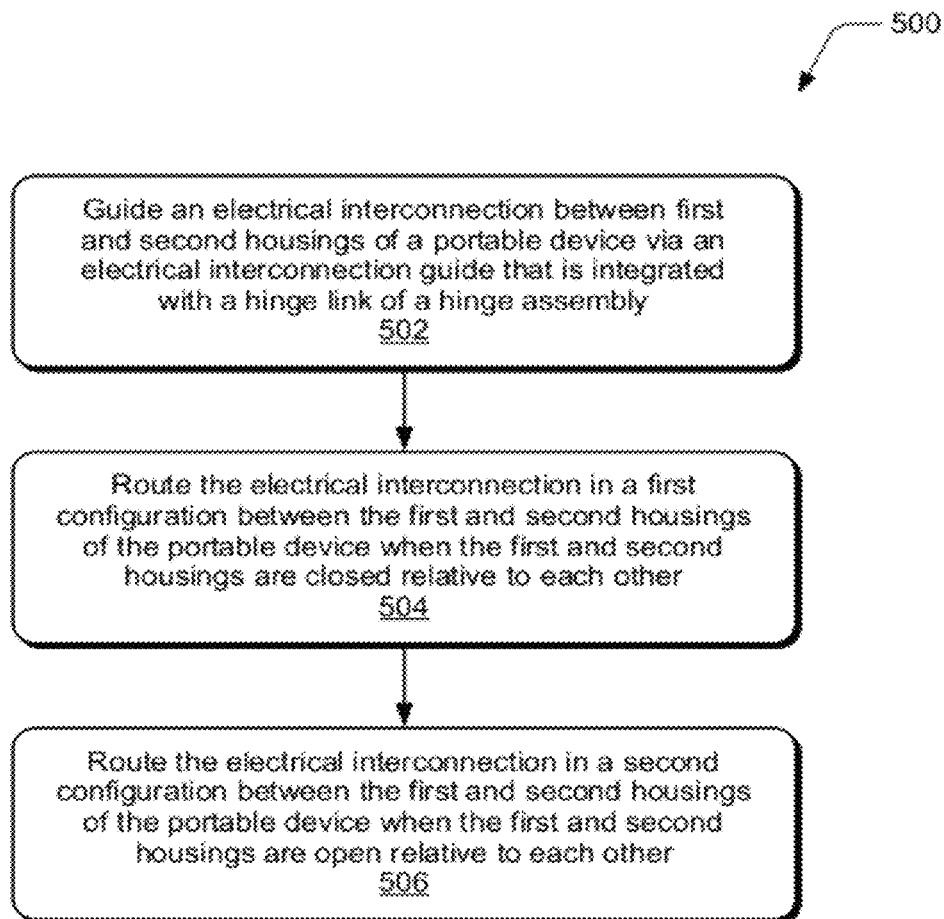 500
Guide an electrical interconnection between first
and second housings of a portable device via an
electrical interconnection guide that is integrated
with a hinge link of a hinge assembly
502
Route the electrical interconnection in a first
configuration between the first and second housings
of the portable device when the first and second
housings are closed relative to each other
504
Route the electrical interconnection in a second
configuration between the first and second housings
of the portable device when the first and second
housings are open relative to each other
506